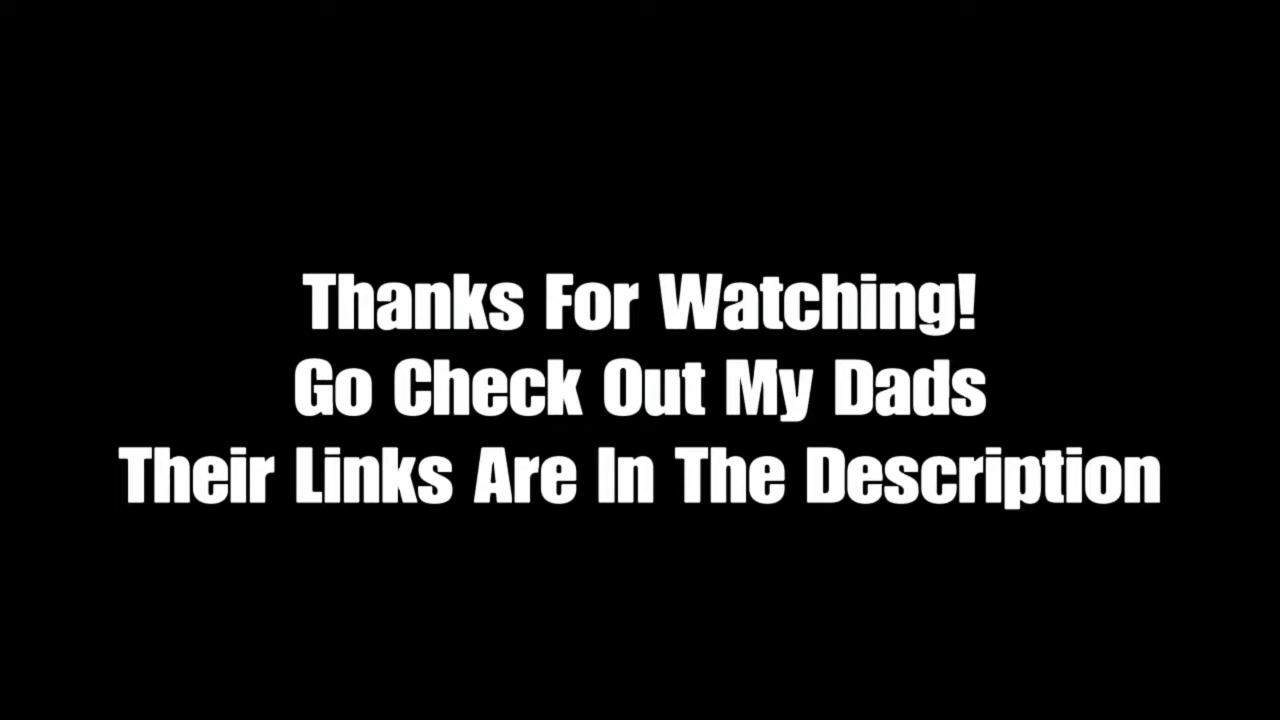 Thanks For Watching!
Go Check Out My Dads
Their Links Are In The Description